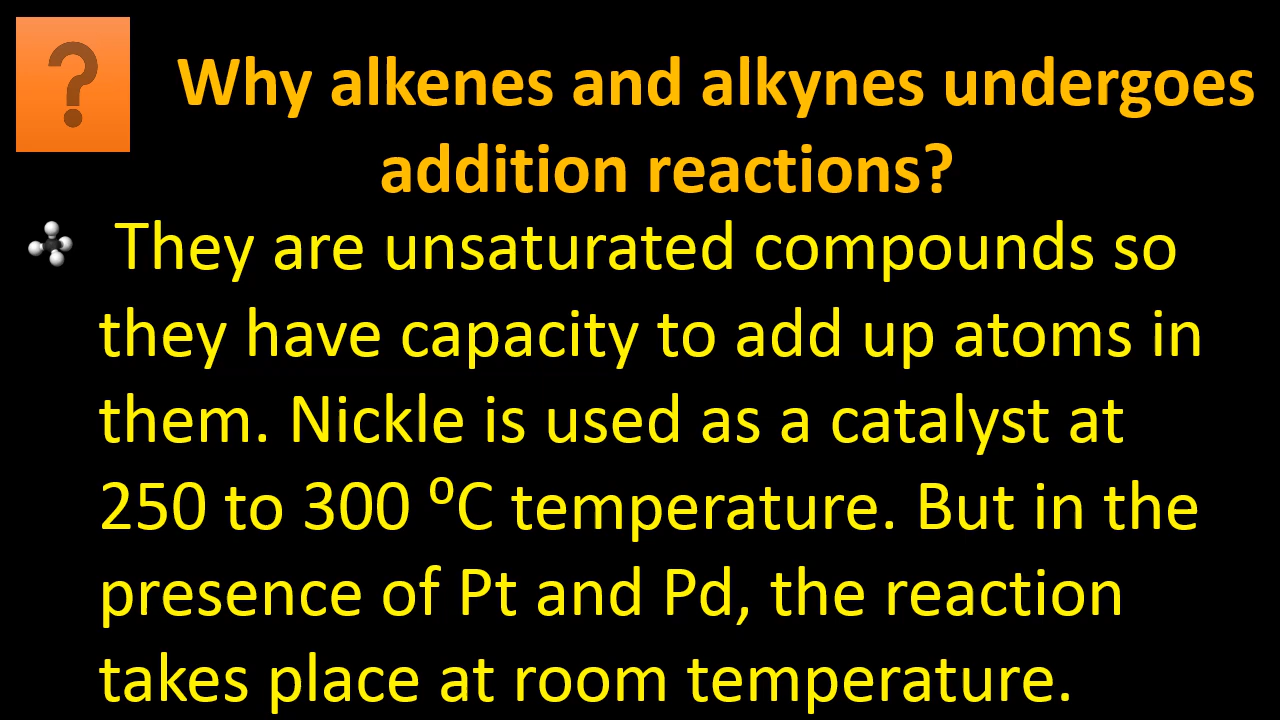 ?
Why alkenes and alkynes undergoes
addition reactions?
They are unsaturated compounds so
they have capacity to add up atoms in
them. Nickle is used as a catalyst at
250 to 300 ⁰C temperature. But in the
presence of Pt and Pd, the reaction
takes place at room temperature.